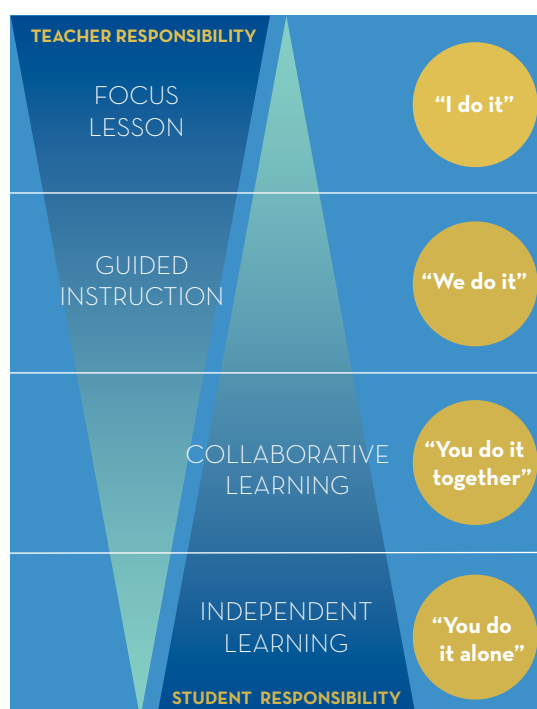 TEACHER RESPONSIBILITY
FOCUS
LESSON
“I do it”
GUIDED
INSTRUCTION
“We do it”
COLLABORATIVE
LEARNING
“You do it
together”
INDEPENDENT
LEARNING
“You do
it alone”
STUDENT RESPONSIBILITY